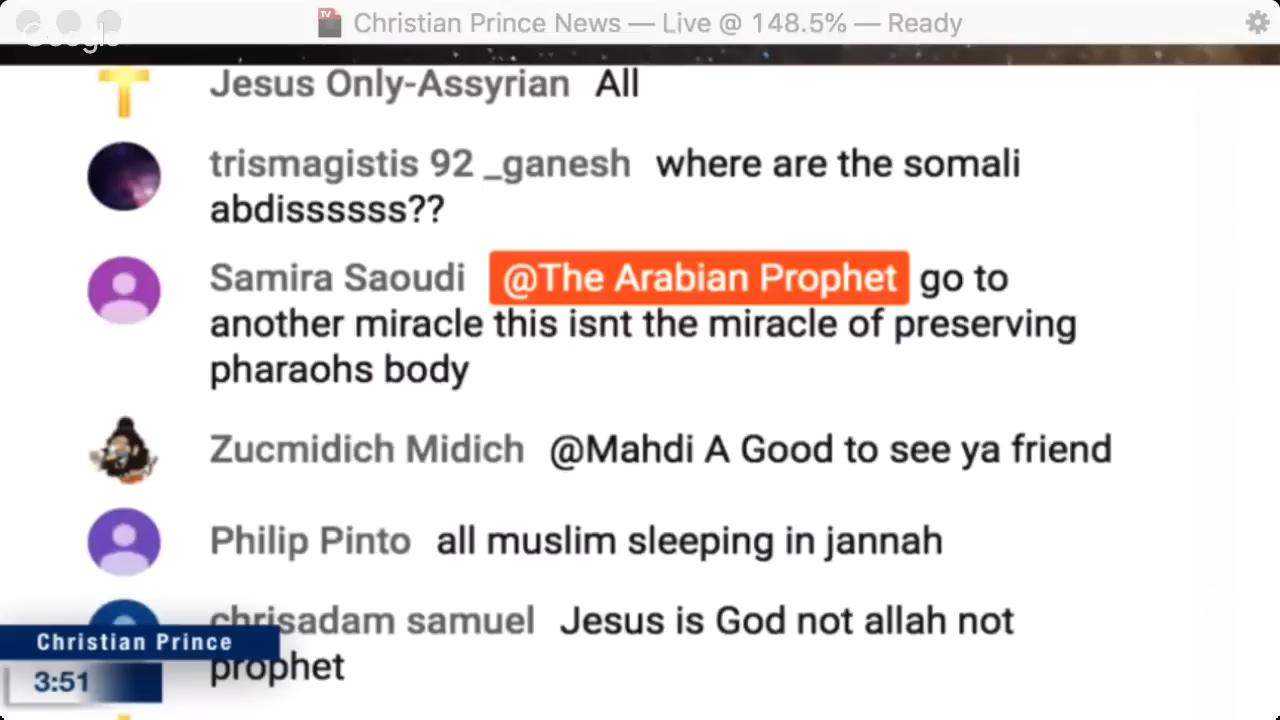 Christian Prince News — Live @ 148.5% — Ready
Google
Jesus Only-Assyrian All
trismagistis 92 _ganesh where are the somali
abdissssss??
Samira Saoudi @The Arabian Prophet go to
another miracle this isnt the miracle of preserving
pharaohs body
Zucmidich Midich @Mahdi A Good to see ya friend
Philip Pinto all muslim sleeping in jannah
chrisadam samuel Jesus is God not allah not
prophet
Christian Prince
3:51